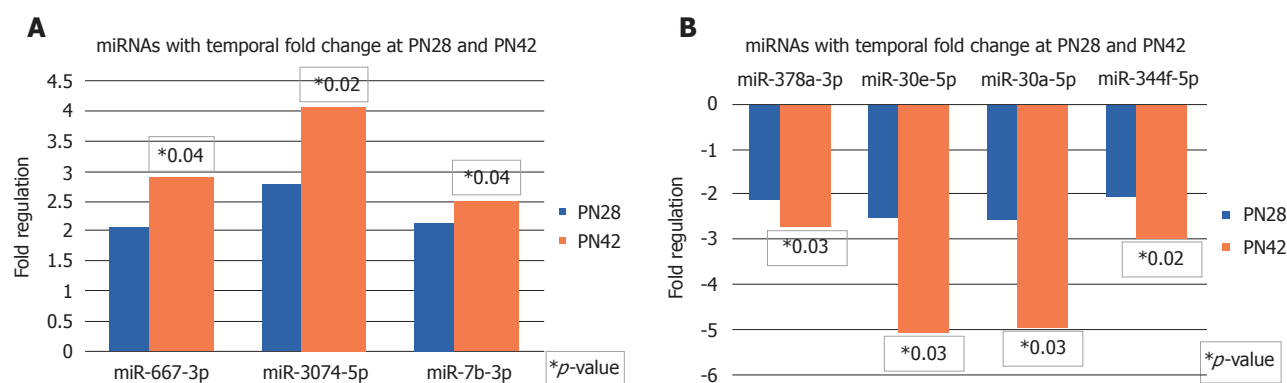 A
miRNAs with temporal fold change at PN28 and PN42
4.5
4
3.5
3
2.5
2
1.5
1
0.5
0
Fold regulation
*0.04
*0.02
*0.04
miR-667-3p miR-3074-5p miR-7b-3p
PN28
PN42
*p-value
B
miRNAs with temporal fold change at PN28 and PN42
miR-378a-3p miR-30e-5p miR-30a-5p miR-344f-5p
0
-1
-2
-3
-4
-5
-6
Fold regulation
*0.03
*0.03
*0.03
*0.02
PN28
PN42
*p-value